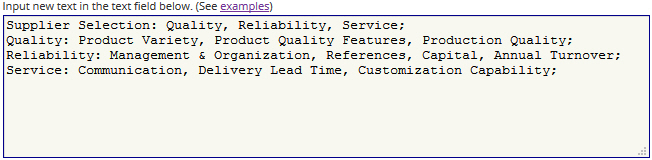 Input new text in the text field below. (See examples)
Supplier Selection: Quality, Reliability, Service;
Quality: Product Variety, Product Quality Features, Production Quality;
Reliability: Management & Organization, References, Capital, Annual Turnover;
Service: Communication, Delivery Lead Time, Customization Capability;